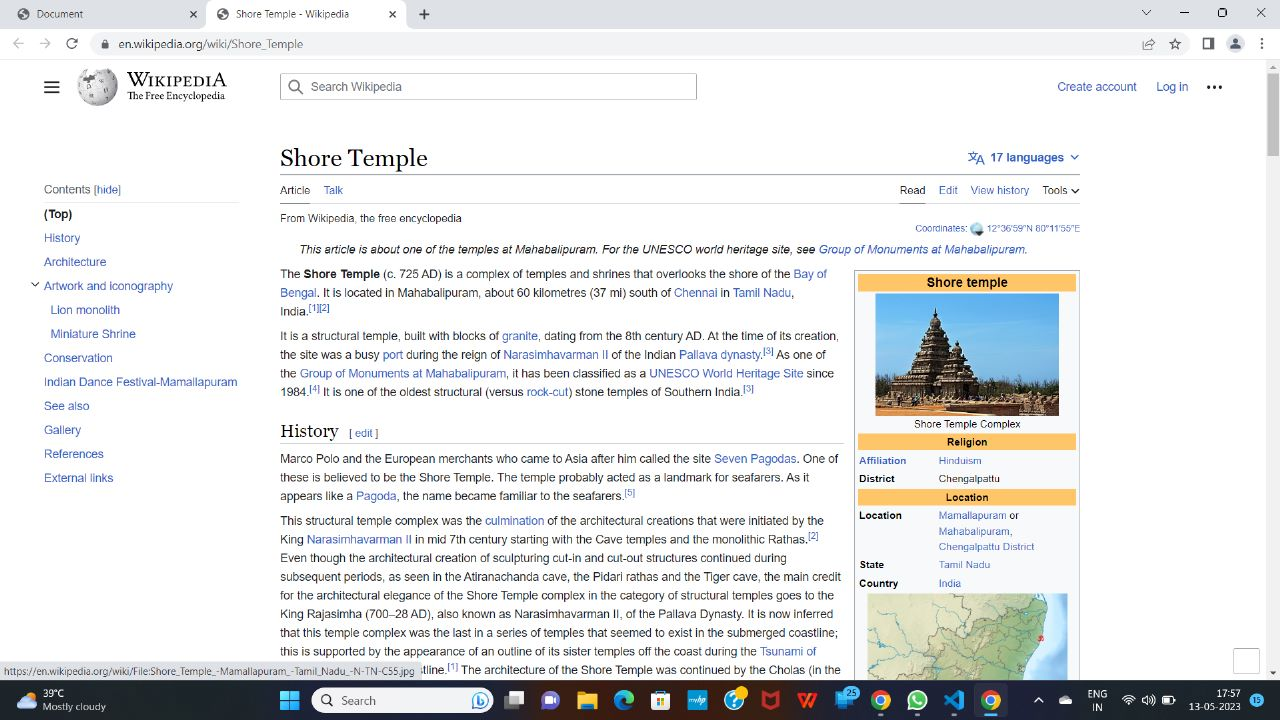 Document
Shore Temple - Wikipedia
en.wikipedia.org/wiki/Shore_Temple
WIKIPEDIA
The Free Encyclopedia
Search Wikipedia
Create account
Log in
Shore Temple
17 languages
Contents [hide]
(Top)
History
Architecture
Artwork and iconography
Lion monolith
Miniature Shrine
Conservation
Indian Dance Festival-Mamallapuram
See also
Gallery
References
External links
Article
Talk
Read
Edit
View history
Tools
From Wikipedia, the free encyclopedia
Coordinates: 12°36′59″N 80°11′55″E
This article is about one of the temples at Mahabalipuram. For the UNESCO world heritage site, see Group of Monuments at Mahabalipuram.
The Shore Temple (c. 725 AD) is a complex of temples and shrines that overlooks the shore of the Bay of
Bengal. It is located in Mahabalipuram, about 60 kilometres (37 mi) south of Chennai in Tamil Nadu,
India.[1][2]
It is a structural temple, built with blocks of granite, dating from the 8th century AD. At the time of its creation,
the site was a busy port during the reign of Narasimhavarman II of the Indian Pallava dynasty.[3] As one of
the Group of Monuments at Mahabalipuram, it has been classified as a UNESCO World Heritage Site since
1984.[4] It is one of the oldest structural (versus rock-cut) stone temples of Southern India.[3]
History [ edit ]
Marco Polo and the European merchants who came to Asia after him called the site Seven Pagodas. One of
these is believed to be the Shore Temple. The temple probably acted as a landmark for seafarers. As it
appears like a Pagoda, the name became familiar to the seafarers.[5]
This structural temple complex was the culmination of the architectural creations that were initiated by the
King Narasimhavarman II in mid 7th century starting with the Cave temples and the monolithic Rathas.[2]
Even though the architectural creation of sculpturing cut-in and cut-out structures continued during
subsequent periods, as seen in the Atiranachanda cave, the Pidari rathas and the Tiger cave, the main credit
for the architectural elegance of the Shore Temple complex in the category of structural temples goes to the
King Rajasimha (700–28 AD), also known as Narasimhavarman II, of the Pallava Dynasty. It is now inferred
that this temple complex was the last in a series of temples that seemed to exist in the submerged coastline;
this is supported by the appearance of an outline of its sister temples off the coast during the Tsunami of
stline.[1] The architecture of the Shore Temple was continued by the Cholas (in the
Shore temple
Shore Temple Complex
Religion
Affiliation Hinduism
District Chengalpattu
Location
Location Mamallapuram or
Mahabalipuram,
Chengalpattu District
State Tamil Nadu
Country India
https://en.wikipedia.org/wiki/File:Shore_Temple_-Mamallapuram_-Tamil_Nadu_-N-TN-C55.jpg
39°C
Mostly cloudy
Search
25
ENG
IN
17:57
13-05-2023
15